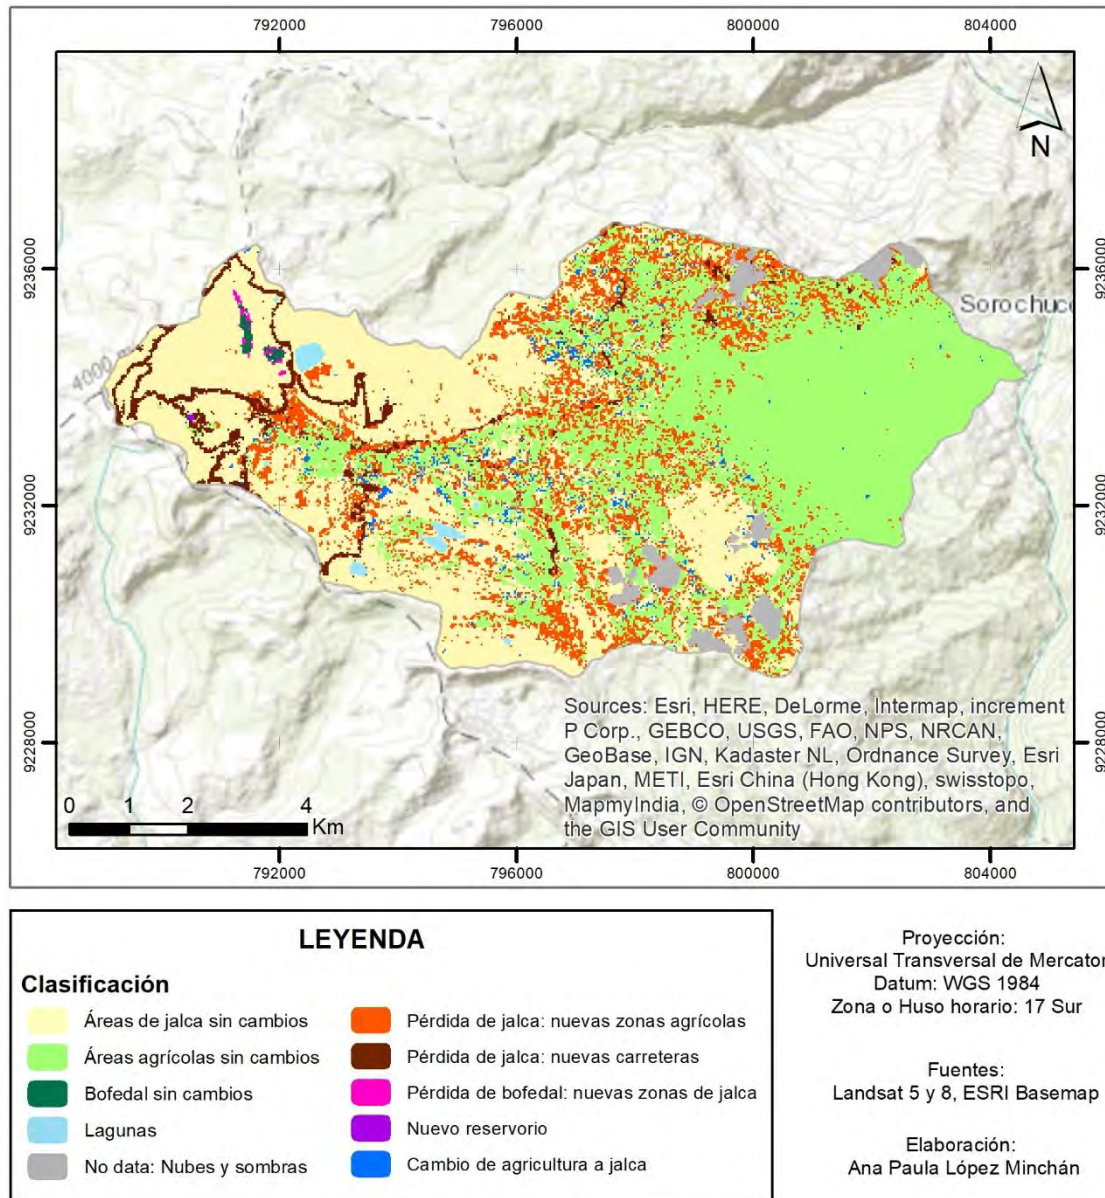 792000
796000
800000
804000
9236000
9236000
N
Sorochuco
4000 m
9232000
9232000
9228000
9228000
Sources: Esri, HERE, DeLorme, Intermap, increment
P Corp., GEBCO, USGS, FAO, NPS, NRCAN,
GeoBase, IGN, Kadaster NL, Ordnance Survey, Esri
Japan, METI, Esri China (Hong Kong), swisstopo,
MapmyIndia, © OpenStreetMap contributors, and
the GIS User Community
0 1 2 4
Km
792000
796000
800000
804000
LEYENDA
Clasificación
Áreas de jalca sin cambios
Áreas agrícolas sin cambios
Bofedal sin cambios
Lagunas
No data: Nubes y sombras
Pérdida de jalca: nuevas zonas agrícolas
Pérdida de jalca: nuevas carreteras
Pérdida de bofedal: nuevas zonas de jalca
Nuevo reservorio
Cambio de agricultura a jalca
Proyección:
Universal Transversal de Mercator
Datum: WGS 1984
Zona o Huso horario: 17 Sur
Fuentes:
Landsat 5 y 8, ESRI Basemap
Elaboración:
Ana Paula López Minchán